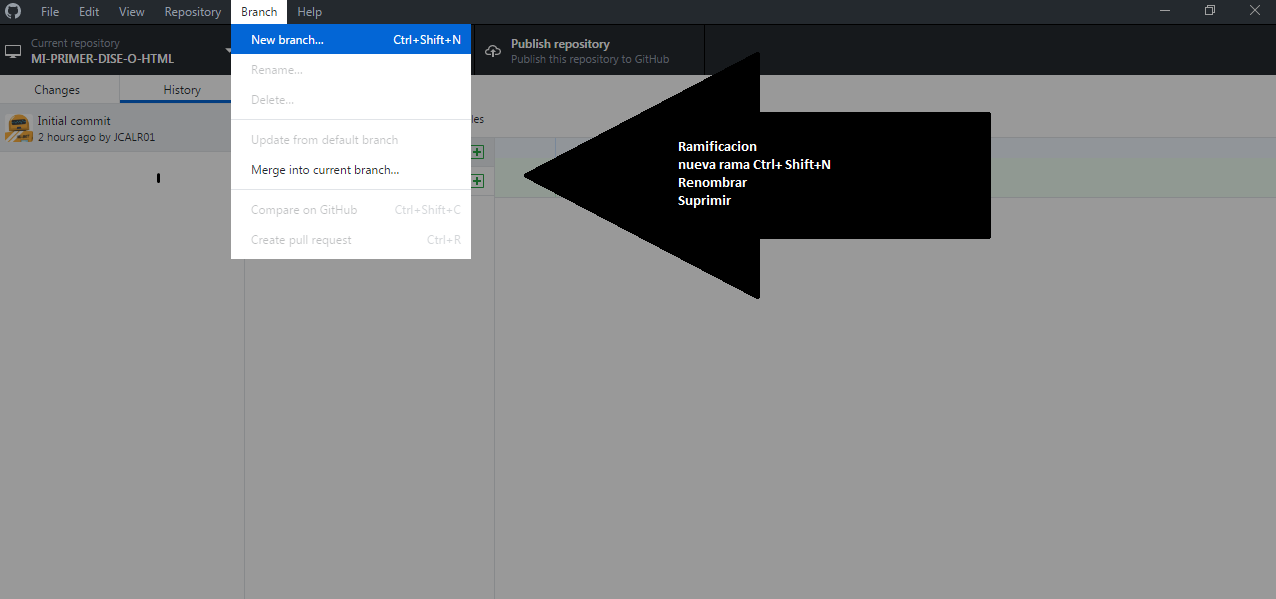 File Edit View Repository Branch Help
Current repository
MI-PRIMER-DISE-O-HTML
Publish repository
Publish this repository to GitHub
Changes History
Initial commit
2 hours ago by JCALR01
New branch... Ctrl+Shift+N
Rename...
Delete...
Update from default branch
Merge into current branch...
Compare on GitHub Ctrl+Shift+C
Create pull request Ctrl+R
Ramificacion
nueva rama Ctrl+ Shift+N
Renombrar
Suprimir